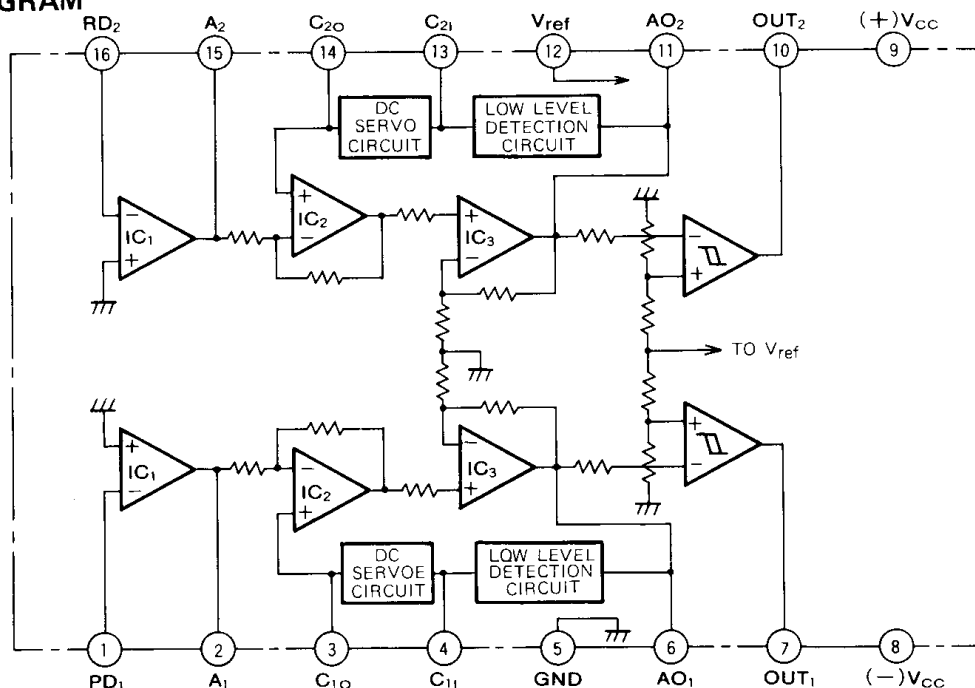 GRAM
RD₂ A₂ C₂O C₂I Vref AO₂ OUT₂ (+)VCC
16 15 14 13 12 11 10 9
DC SERVO CIRCUIT
LOW LEVEL DETECTION CIRCUIT
+ − IC₂
− + IC₁
+ − IC₃
− +
TO Vref
+ − IC₁
− + IC₂
− + IC₃
+ −
DC SERVOE CIRCUIT
LOW LEVEL DETECTION CIRCUIT
1 2 3 4 5 6 7 8
PD₁ A₁ C₁O C₁I GND AO₁ OUT₁ (−)VCC